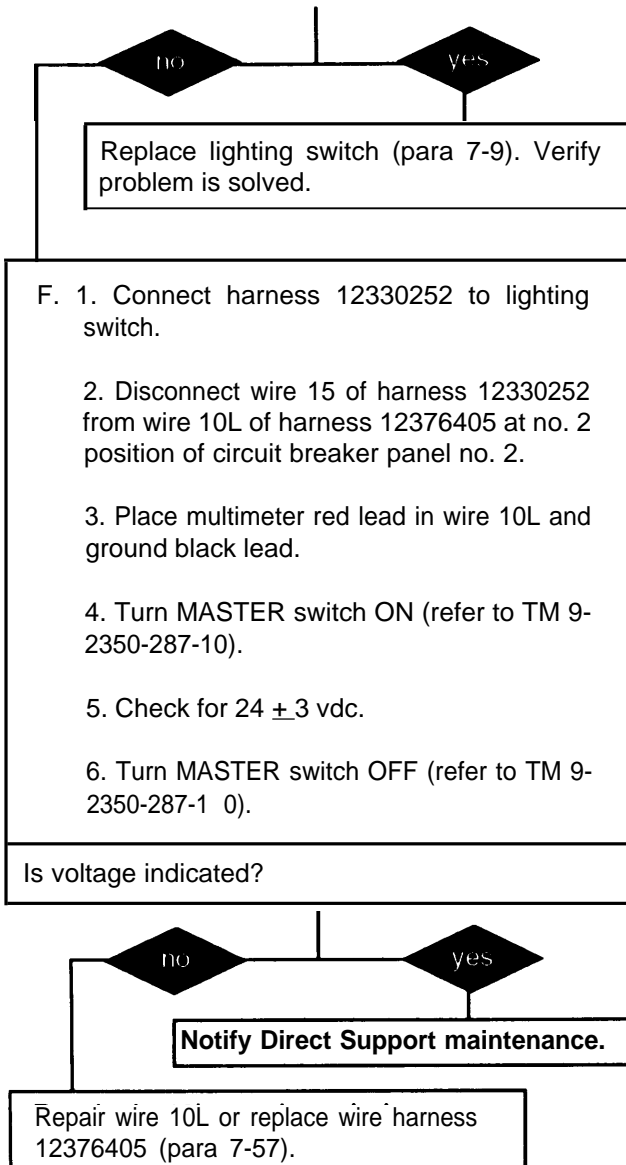 no
yes
Replace lighting switch (para 7-9). Verify
problem is solved.
F. 1. Connect harness 12330252 to lighting
switch.
2. Disconnect wire 15 of harness 12330252
from wire 10L of harness 12376405 at no. 2
position of circuit breaker panel no. 2.
3. Place multimeter red lead in wire 10L and
ground black lead.
4. Turn MASTER switch ON (refer to TM 9-
2350-287-10).
5. Check for 24 ± 3 vdc.
6. Turn MASTER switch OFF (refer to TM 9-
2350-287-1 0).
Is voltage indicated?
no
yes
Notify Direct Support maintenance.
Repair wire 10L or replace wire harness
12376405 (para 7-57).